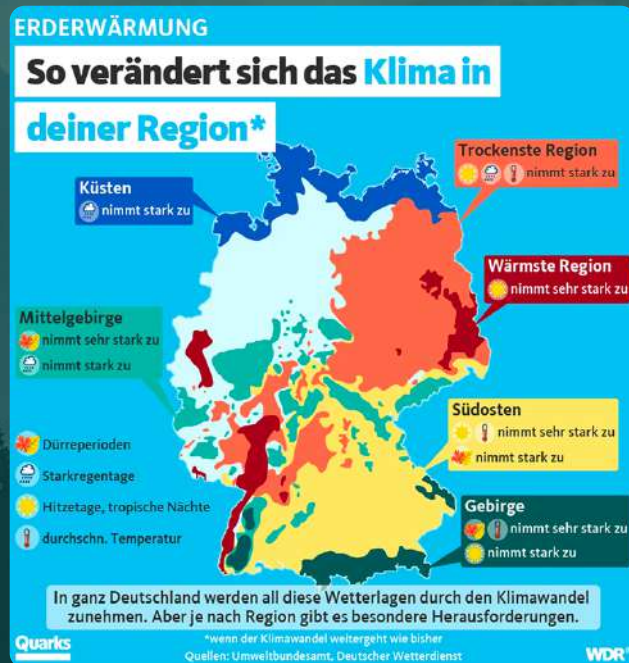 ERDERWÄRMUNG
So verändert sich das Klima in
deiner Region*
Trockenste Region
nimmt stark zu
Küsten
nimmt stark zu
Wärmste Region
nimmt sehr stark zu
Mittelgebirge
nimmt sehr stark zu
nimmt stark zu
Südosten
nimmt sehr stark zu
nimmt stark zu
Dürreperioden
Starkregentage
Hitzetage, tropische Nächte
durchschn. Temperatur
Gebirge
nimmt sehr stark zu
nimmt stark zu
In ganz Deutschland werden all diese Wetterlagen durch den Klimawandel
zunehmen. Aber je nach Region gibt es besondere Herausforderungen.
*wenn der Klimawandel weitergeht wie bisher
Quarks
Quellen: Umweltbundesamt, Deutscher Wetterdienst
WDR